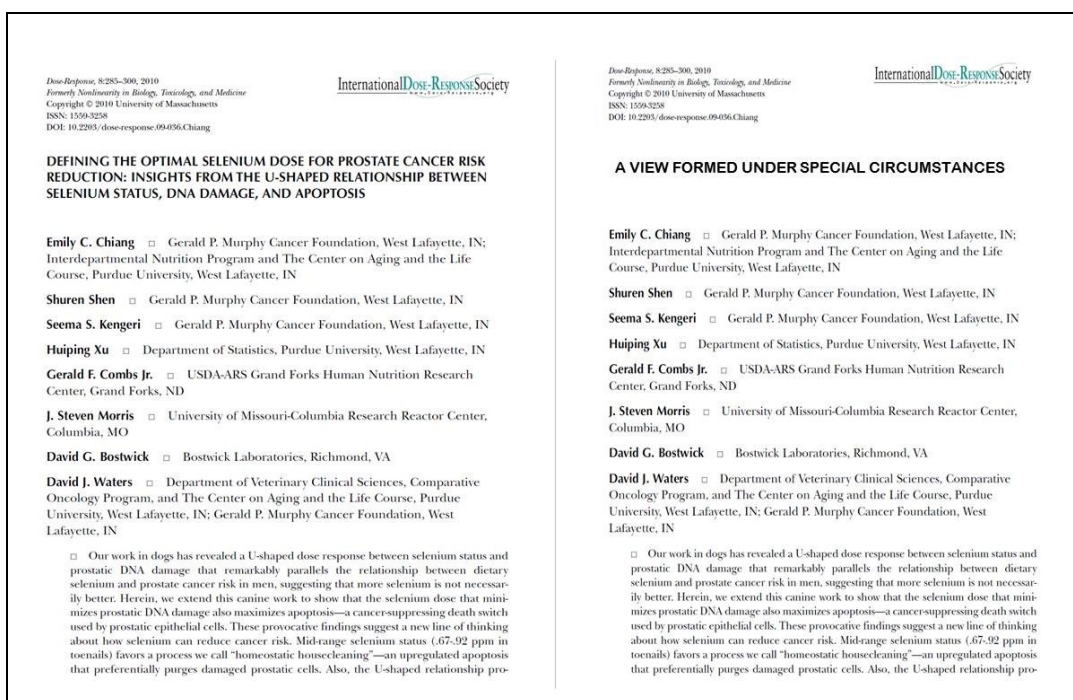 Dose-Response, 8:285–300, 2010
Formerly Nonlinearity in Biology, Toxicology, and Medicine
Copyright © 2010 University of Massachusetts
ISSN: 1559-3258
DOI: 10.2203/dose-response.09-036.Chiang
InternationalDOSE-RESPONSESociety
www.dose-response.org
DEFINING THE OPTIMAL SELENIUM DOSE FOR PROSTATE CANCER RISK
REDUCTION: INSIGHTS FROM THE U-SHAPED RELATIONSHIP BETWEEN
SELENIUM STATUS, DNA DAMAGE, AND APOPTOSIS
Emily C. Chiang □ Gerald P. Murphy Cancer Foundation, West Lafayette, IN;
Interdepartmental Nutrition Program and The Center on Aging and the Life
Course, Purdue University, West Lafayette, IN
Shuren Shen □ Gerald P. Murphy Cancer Foundation, West Lafayette, IN
Seema S. Kengeri □ Gerald P. Murphy Cancer Foundation, West Lafayette, IN
Huiping Xu □ Department of Statistics, Purdue University, West Lafayette, IN
Gerald F. Combs Jr. □ USDA-ARS Grand Forks Human Nutrition Research
Center, Grand Forks, ND
J. Steven Morris □ University of Missouri-Columbia Research Reactor Center,
Columbia, MO
David G. Bostwick □ Bostwick Laboratories, Richmond, VA
David J. Waters □ Department of Veterinary Clinical Sciences, Comparative
Oncology Program, and The Center on Aging and the Life Course, Purdue
University, West Lafayette, IN; Gerald P. Murphy Cancer Foundation, West
Lafayette, IN
□ Our work in dogs has revealed a U-shaped dose response between selenium status and
prostatic DNA damage that remarkably parallels the relationship between dietary
selenium and prostate cancer risk in men, suggesting that more selenium is not necessar-
ily better. Herein, we extend this canine work to show that the selenium dose that mini-
mizes prostatic DNA damage also maximizes apoptosis—a cancer-suppressing death switch
used by prostatic epithelial cells. These provocative findings suggest a new line of thinking
about how selenium can reduce cancer risk. Mid-range selenium status (.67-.92 ppm in
toenails) favors a process we call “homeostatic housecleaning”—an upregulated apoptosis
that preferentially purges damaged prostatic cells. Also, the U-shaped relationship pro-
Dose-Response, 8:285–300, 2010
Formerly Nonlinearity in Biology, Toxicology, and Medicine
Copyright © 2010 University of Massachusetts
ISSN: 1559-3258
DOI: 10.2203/dose-response.09-036.Chiang
InternationalDOSE-RESPONSESociety
www.dose-response.org
A VIEW FORMED UNDER SPECIAL CIRCUMSTANCES
Emily C. Chiang □ Gerald P. Murphy Cancer Foundation, West Lafayette, IN;
Interdepartmental Nutrition Program and The Center on Aging and the Life
Course, Purdue University, West Lafayette, IN
Shuren Shen □ Gerald P. Murphy Cancer Foundation, West Lafayette, IN
Seema S. Kengeri □ Gerald P. Murphy Cancer Foundation, West Lafayette, IN
Huiping Xu □ Department of Statistics, Purdue University, West Lafayette, IN
Gerald F. Combs Jr. □ USDA-ARS Grand Forks Human Nutrition Research
Center, Grand Forks, ND
J. Steven Morris □ University of Missouri-Columbia Research Reactor Center,
Columbia, MO
David G. Bostwick □ Bostwick Laboratories, Richmond, VA
David J. Waters □ Department of Veterinary Clinical Sciences, Comparative
Oncology Program, and The Center on Aging and the Life Course, Purdue
University, West Lafayette, IN; Gerald P. Murphy Cancer Foundation, West
Lafayette, IN
□ Our work in dogs has revealed a U-shaped dose response between selenium status and
prostatic DNA damage that remarkably parallels the relationship between dietary
selenium and prostate cancer risk in men, suggesting that more selenium is not necessar-
ily better. Herein, we extend this canine work to show that the selenium dose that mini-
mizes prostatic DNA damage also maximizes apoptosis—a cancer-suppressing death switch
used by prostatic epithelial cells. These provocative findings suggest a new line of thinking
about how selenium can reduce cancer risk. Mid-range selenium status (.67-.92 ppm in
toenails) favors a process we call “homeostatic housecleaning”—an upregulated apoptosis
that preferentially purges damaged prostatic cells. Also, the U-shaped relationship pro-